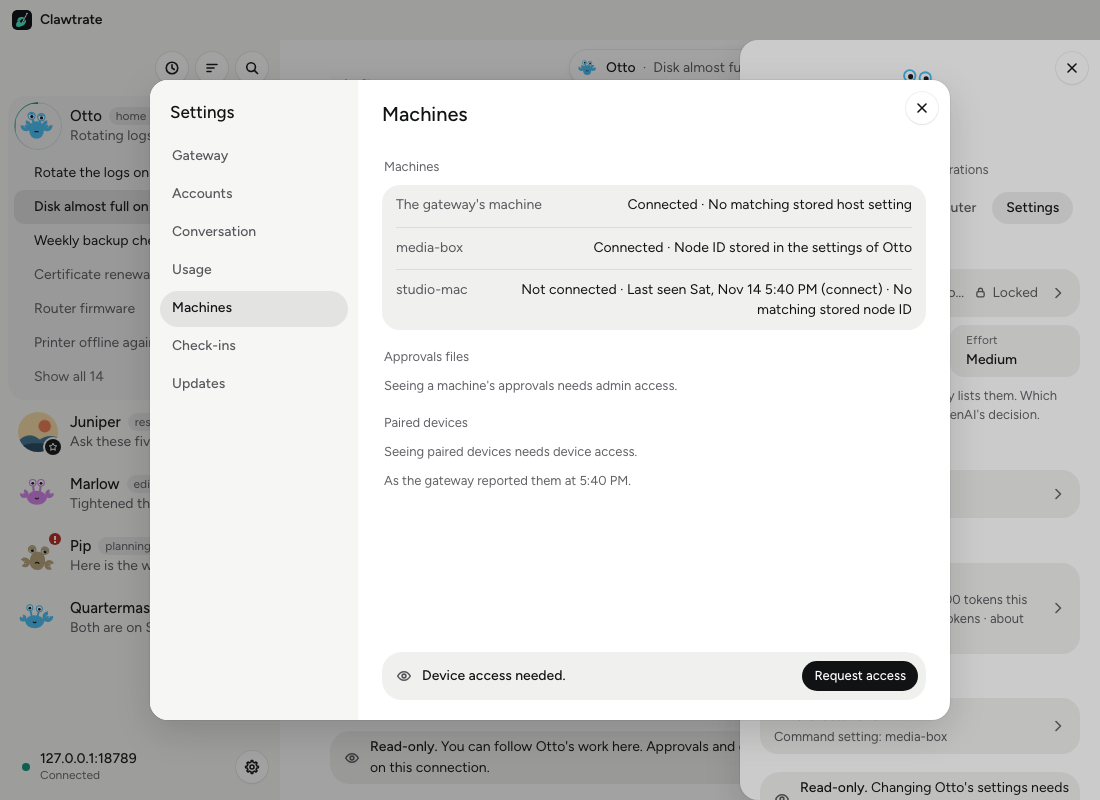 Clawtrate
Otto · Disk almost fu
Otto home
Rotating logs
Rotate the logs on
Disk almost full on
Weekly backup che
Certificate renewa
Router firmware
Printer offline again
Show all 14
Juniper res
Ask these five
Marlow edi
Tightened th
Pip planning
Here is the w
Quartermas
Both are on S
127.0.0.1:18789
Connected
Settings
Gateway
Accounts
Conversation
Usage
Machines
Check-ins
Updates
Machines
Machines
The gateway's machine Connected · No matching stored host setting
media-box Connected · Node ID stored in the settings of Otto
studio-mac Not connected · Last seen Sat, Nov 14 5:40 PM (connect) · No
matching stored node ID
Approvals files
Seeing a machine's approvals needs admin access.
Paired devices
Seeing paired devices needs device access.
As the gateway reported them at 5:40 PM.
Device access needed. Request access
Read-only. You can follow Otto's work here. Approvals and
on this connection.
rations
uter Settings
o... Locked
Effort
Medium
y lists them. Which
enAI's decision.
00 tokens this
okens · about
Command setting: media-box
Read-only. Changing Otto's settings needs